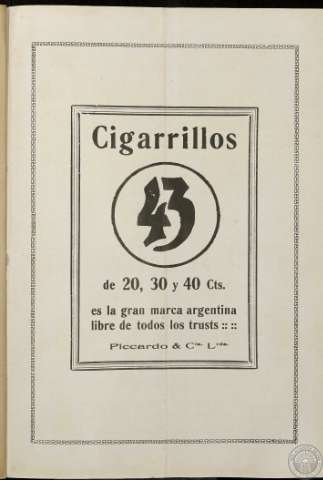 Cigarrillos
43
de 20, 30 y 40 Cts.
es la gran marca argentina
libre de todos los trusts :: ::
Piccardo & Cía. Ltda.